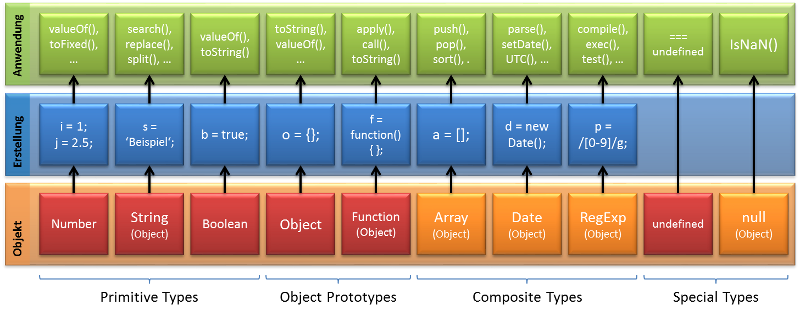 Anwendung
valueOf(),
toFixed(),
...
search(),
replace(),
split(), ...
valueOf(),
toString()
toString(),
valueOf(),
...
apply(),
call(),
toString()
push(),
pop(),
sort(), .
parse(),
setDate(),
UTC(), ...
compile(),
exec(),
test(), ...
===
undefined
IsNaN()
Erstellung
i = 1;
j = 2.5;
s =
'Beispiel';
b = true;
o = {};
f =
function()
{ };
a = [];
d = new
Date();
p =
/[0-9]/g;
Objekt
Number
String
(Object)
Boolean
Object
Function
(Object)
Array
(Object)
Date
(Object)
RegExp
(Object)
undefined
null
(Object)
Primitive Types
Object Prototypes
Composite Types
Special Types